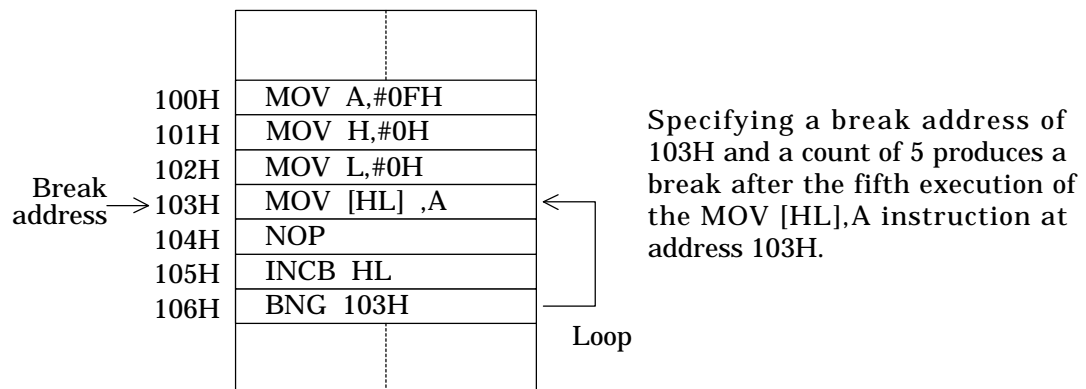 100H MOV A,#0FH
101H MOV H,#0H
102H MOV L,#0H
Break
address
103H MOV [HL] ,A
104H NOP
105H INCB HL
106H BNG 103H
Loop
Specifying a break address of
103H and a count of 5 produces a
break after the fifth execution of
the MOV [HL],A instruction at
address 103H.